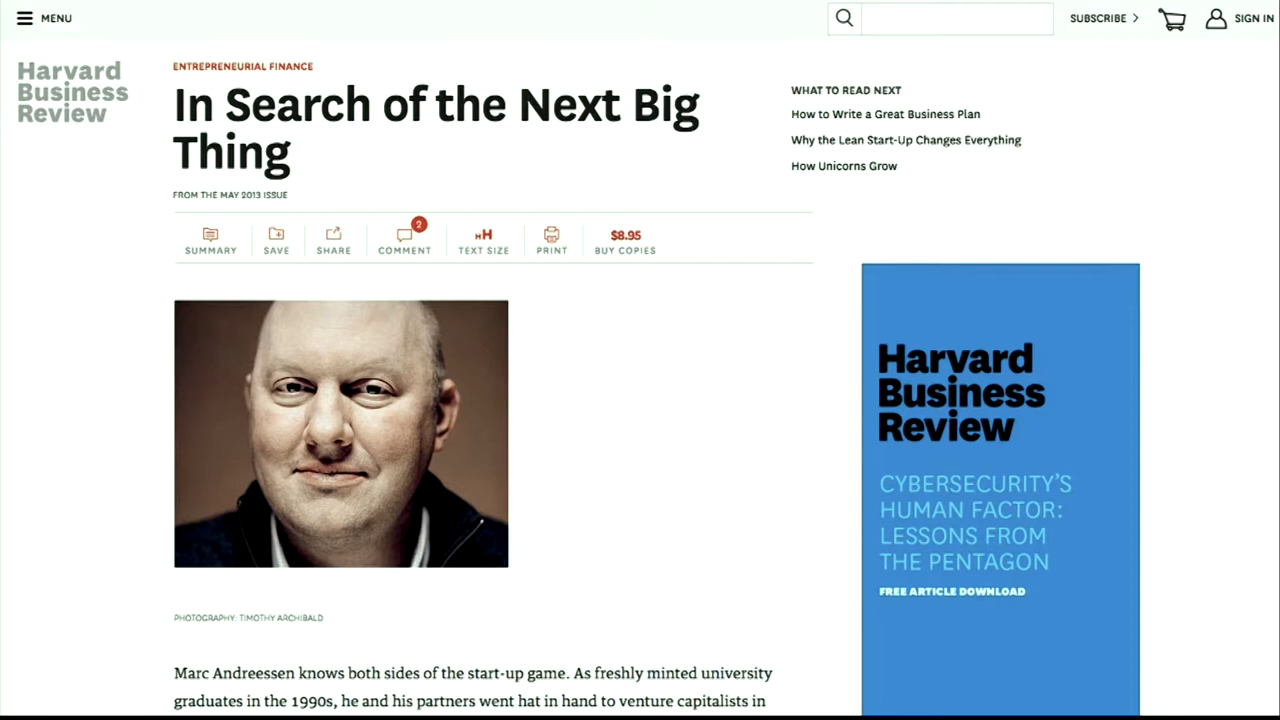 MENU
SUBSCRIBE
SIGN IN
Harvard
Business
Review
ENTREPRENEURIAL FINANCE
In Search of the Next Big
Thing
FROM THE MAY 2013 ISSUE
SUMMARY
SAVE
SHARE
2
COMMENT
HH
TEXT SIZE
PRINT
$8.95
BUY COPIES
WHAT TO READ NEXT
How to Write a Great Business Plan
Why the Lean Start-Up Changes Everything
How Unicorns Grow
Harvard
Business
Review
CYBERSECURITY'S
HUMAN FACTOR:
LESSONS FROM
THE PENTAGON
FREE ARTICLE DOWNLOAD
PHOTOGRAPHY: TIMOTHY ARCHIBALD
Marc Andreessen knows both sides of the start-up game. As freshly minted university
graduates in the 1990s, he and his partners went hat in hand to venture capitalists in